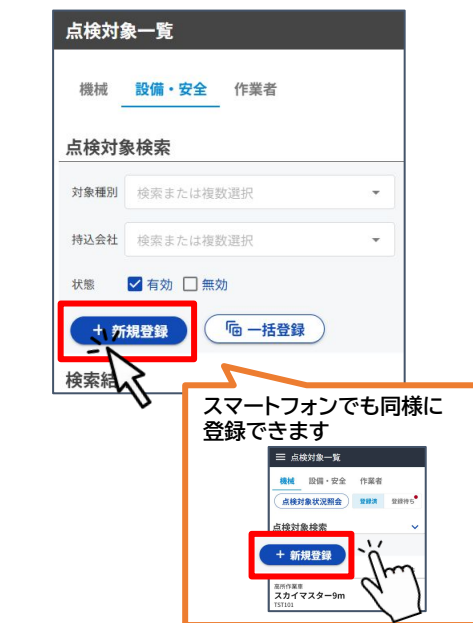 点検対象一覧
機械 設備・安全 作業者
点検対象検索
対象種別 検索または複数選択
持込会社 検索または複数選択
状態 有効 無効
+ 新規登録 一括登録
検索結
スマートフォンでも同様に
登録できます
点検対象一覧
機械 設備・安全 作業者
点検対象状況照会 登録済 登録待ち
点検対象検索
+ 新規登録
高所作業車
スカイマスター9m
TST101